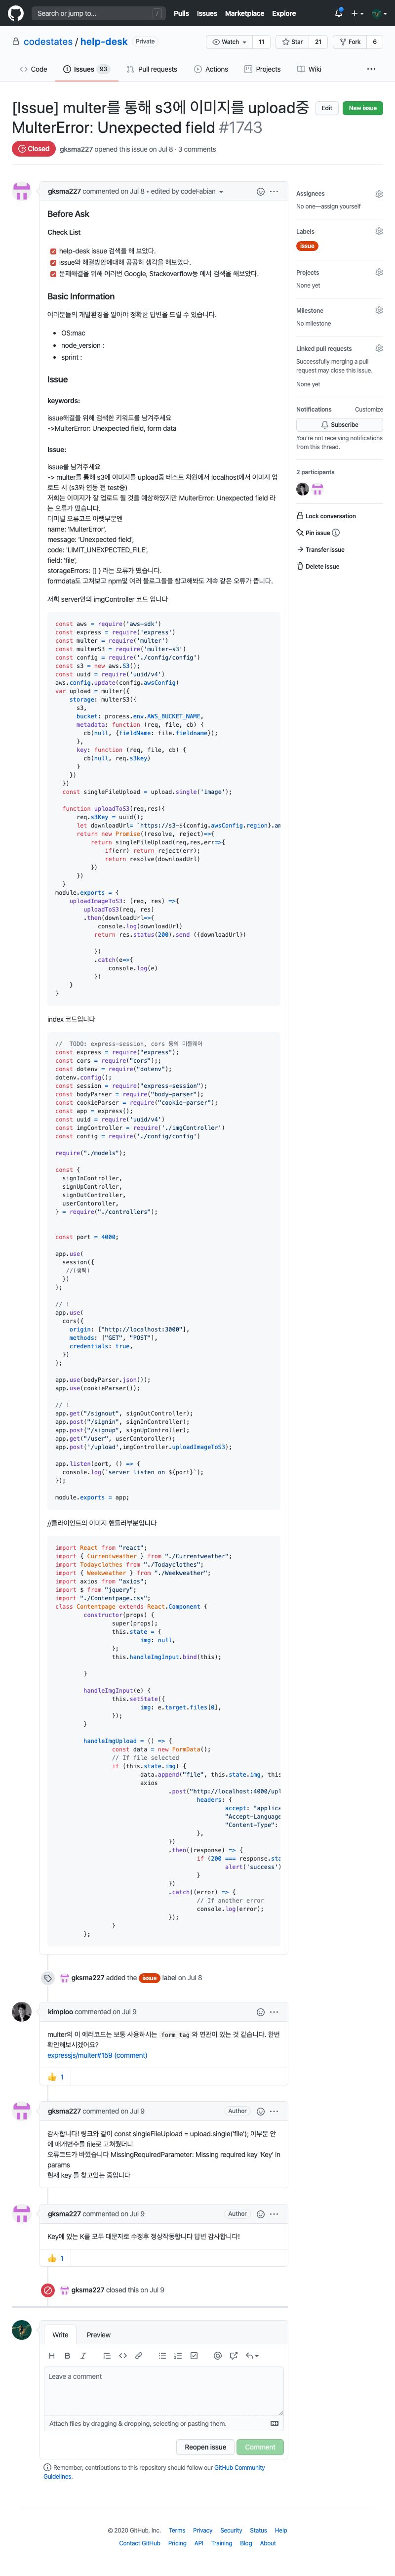 Search or jump to...
/
Pulls Issues Marketplace Explore
codestates / help-desk Private
Watch 11 Star 21 Fork 6
Code Issues 93 Pull requests Actions Projects Wiki
[Issue] multer를 통해 s3에 이미지를 upload중
MulterError: Unexpected field #1743
Edit New issue
Closed gksma227 opened this issue on Jul 8 · 3 comments
gksma227 commented on Jul 8 • edited by codeFabian
Before Ask
Check List
help-desk issue 검색을 해 보았다.
issue와 해결방안에대해 곰곰히 생각을 해보았다.
문제해결을 위해 여러번 Google, Stackoverflow등 에서 검색을 해보았다.
Basic Information
여러분들의 개발환경을 알아야 정확한 답변을 드릴 수 있습니다.
OS:mac
node_version :
sprint :
Issue
keywords:
issue해결을 위해 검색한 키워드를 남겨주세요
->MulterError: Unexpected field, form data
Issue:
issue를 남겨주세요
-> multer를 통해 s3에 이미지를 upload중 테스트 차원에서 localhost에서 이미지 업
로드 시 (s3와 연동 전 test중)
저희는 이미지가 잘 업로드 될 것을 예상하였지만 MulterError: Unexpected field 라
는 오류가 떴습니다.
터미널 오류코드 아랫부분엔
name: 'MulterError',
message: 'Unexpected field',
code: 'LIMIT_UNEXPECTED_FILE',
field: 'file',
storageErrors: [] } 라는 오류가 떴습니다.
formdata도 고쳐보고 npm및 여러 블로그들을 참고해봐도 계속 같은 오류가 뜹니다.
저희 server안의 imgController 코드 입니다
const aws = require('aws-sdk')
const express = require('express')
const multer = require('multer')
const multerS3 = require('multer-s3')
const config = require('./config/config')
const s3 = new aws.S3();
const uuid = require('uuid/v4')
aws.config.update(config.awsConfig)
var upload = multer({
storage: multerS3({
s3,
bucket: process.env.AWS_BUCKET_NAME,
metadata: function (req, file, cb) {
cb(null, {fieldName: file.fieldname});
},
key: function (req, file, cb) {
cb(null, req.s3key)
}
})
})
const singleFileUpload = upload.single('image');
function uploadToS3(req,res){
req.s3Key = uuid();
let downloadUrl= `https://s3-${config.awsConfig.region}.am
return new Promise((resolve, reject)=>{
return singleFileUpload(req,res,err=>{
if(err) return reject(err);
return resolve(downloadUrl)
})
})
}
module.exports = {
uploadImageToS3: (req, res) =>{
uploadToS3(req, res)
.then(downloadUrl=>{
console.log(downloadUrl)
return res.status(200).send ({downloadUrl})
})
.catch(e=>{
console.log(e)
})
}
}
index 코드입니다
// TODO: express-session, cors 등의 미들웨어
const express = require("express");
const cors = require("cors");;
const dotenv = require("dotenv");
dotenv.config();
const session = require("express-session");
const bodyParser = require("body-parser");
const cookieParser = require("cookie-parser");
const app = express();
const uuid = require('uuid/v4')
const imgController = require('./imgController')
const config = require('./config/config')
require("./models");
const {
signInController,
signUpController,
signOutController,
userContoroller,
} = require("./controllers");
const port = 4000;
app.use(
session({
//(생략)
})
);
// !
app.use(
cors({
origin: ["http://localhost:3000"],
methods: ["GET", "POST"],
credentials: true,
})
);
app.use(bodyParser.json());
app.use(cookieParser());
// !
app.get("/signout", signOutController);
app.post("/signin", signInController);
app.post("/signup", signUpController);
app.get("/user", userContoroller);
app.post('/upload',imgController.uploadImageToS3);
app.listen(port, () => {
console.log(`server listen on ${port}`);
});
module.exports = app;
//클라이언트의 이미지 핸들러부분입니다
import React from "react";
import { Currentweather } from "./Currentweather";
import Todayclothes from "./Todayclothes";
import { Weekweather } from "./Weekweather";
import axios from "axios";
import $ from "jquery";
import "./Contentpage.css";
class Contentpage extends React.Component {
constructor(props) {
super(props);
this.state = {
img: null,
};
this.handleImgInput.bind(this);
}
handleImgInput(e) {
this.setState({
img: e.target.files[0],
});
}
handleImgUpload = () => {
const data = new FormData();
// If file selected
if (this.state.img) {
data.append("file", this.state.img, this
axios
.post("http://localhost:4000/upl
headers: {
accept: "applica
"Accept-Language
"Content-Type":
},
})
.then((response) => {
if (200 === response.sta
alert('success')
}
})
.catch((error) => {
// If another error
console.log(error);
});
}
};
gksma227 added the issue label on Jul 8
kimploo commented on Jul 9
multer의 이 에러코드는 보통 사용하시는 form tag 와 연관이 있는 것 같습니다. 한번
확인해보시겠어요?
expressjs/multer#159 (comment)
1
gksma227 commented on Jul 9 Author
감사합니다! 링크와 같이 const singleFileUpload = upload.single('file'); 이부분 안
에 매개변수를 file로 고쳐줬더니
오류코드가 바꼈습니다 MissingRequiredParameter: Missing required key 'Key' in
params
현재 key 를 찾고있는 중입니다
gksma227 commented on Jul 9 Author
Key에 있는 K를 모두 대문자로 수정후 정상작동합니다 답변 감사합니다!
1
gksma227 closed this on Jul 9
Write Preview
Leave a comment
Attach files by dragging & dropping, selecting or pasting them.
Reopen issue Comment
Remember, contributions to this repository should follow our GitHub Community
Guidelines.
Assignees
No one—assign yourself
Labels
issue
Projects
None yet
Milestone
No milestone
Linked pull requests
Successfully merging a pull
request may close this issue.
None yet
Notifications Customize
Subscribe
You're not receiving notifications
from this thread.
2 participants
Lock conversation
Pin issue
Transfer issue
Delete issue
© 2020 GitHub, Inc. Terms Privacy Security Status Help
Contact GitHub Pricing API Training Blog About